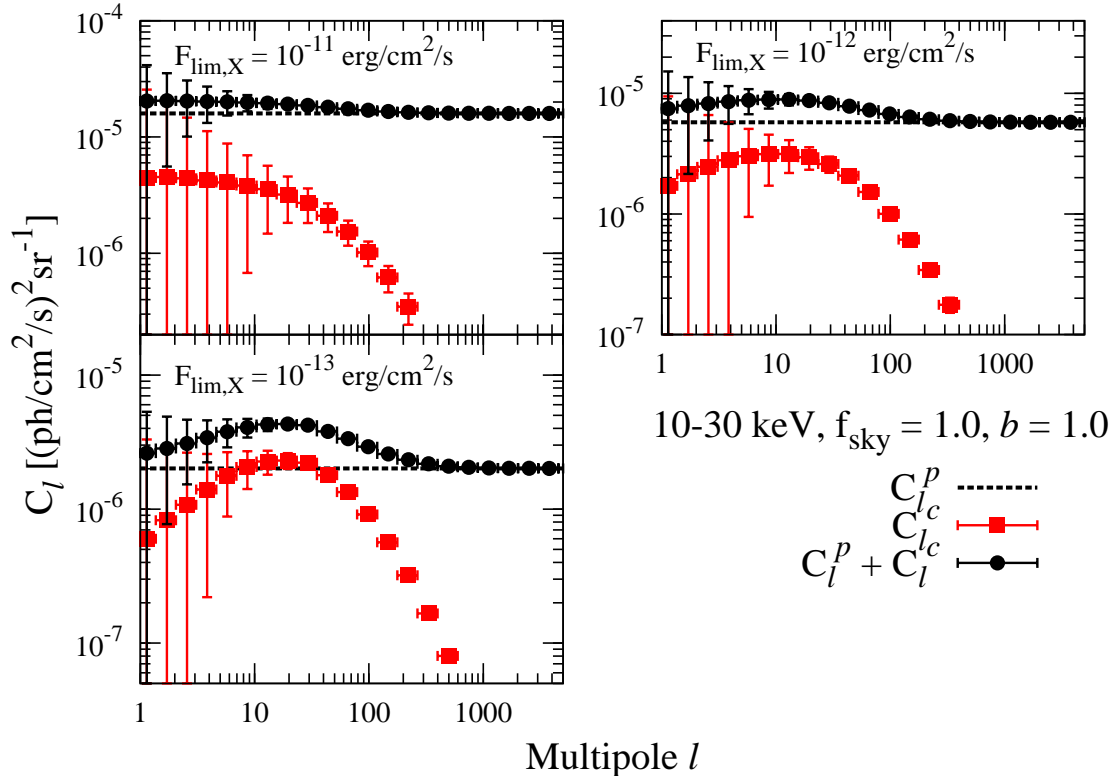 C_l [(ph/cm^2/s)^2 sr^-1]
10^-4
10^-5
10^-6
F_lim,X = 10^-11 erg/cm^2/s
10^-5
10^-6
10^-7
F_lim,X = 10^-12 erg/cm^2/s
1 10 100 1000
10^-5
10^-6
10^-7
F_lim,X = 10^-13 erg/cm^2/s
1 10 100 1000
10-30 keV, f_sky = 1.0, b = 1.0
C_l^p
C_l^c
C_l^p + C_l^c
Multipole l